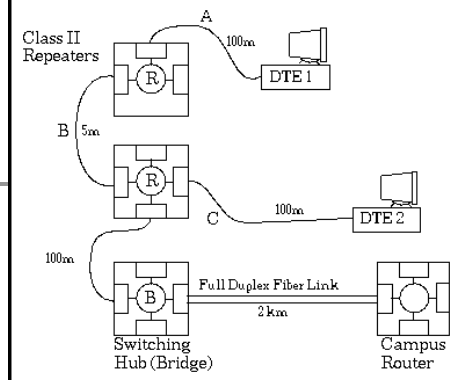 A
Class II
Repeaters
100m
R
DTE 1
B
5m
R
C
100m
DTE 2
100m
Full Duplex Fiber Link
B
2 km
Switching
Hub (Bridge)
Campus
Router